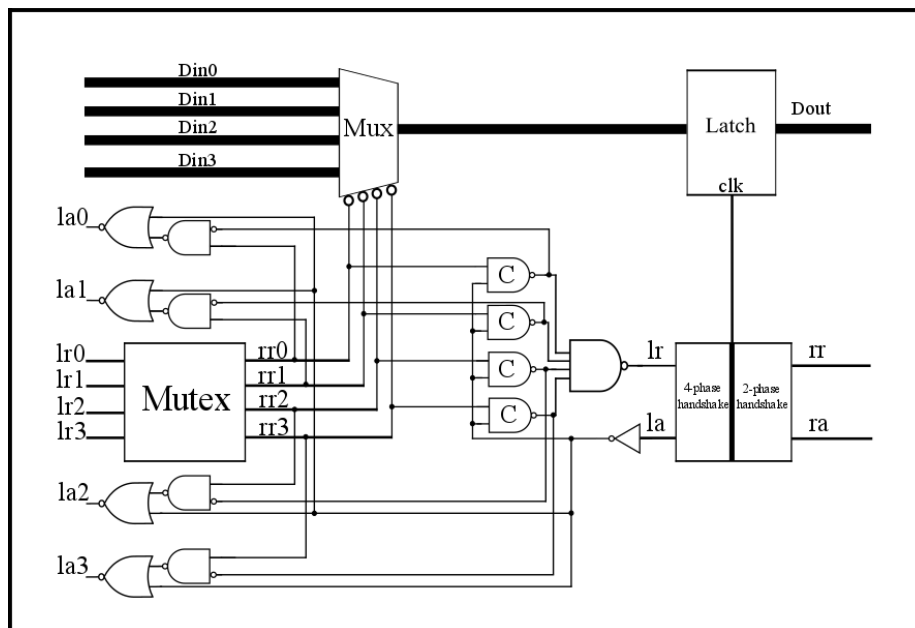 Din0
Din1
Din2
Din3
Mux
Latch
Dout
clk
la0
la1
lr0
lr1
lr2
lr3
Mutex
rr0
rr1
rr2
rr3
la2
la3
C
C
C
C
lr
la
4-phase
handshake
2-phase
handshake
rr
ra